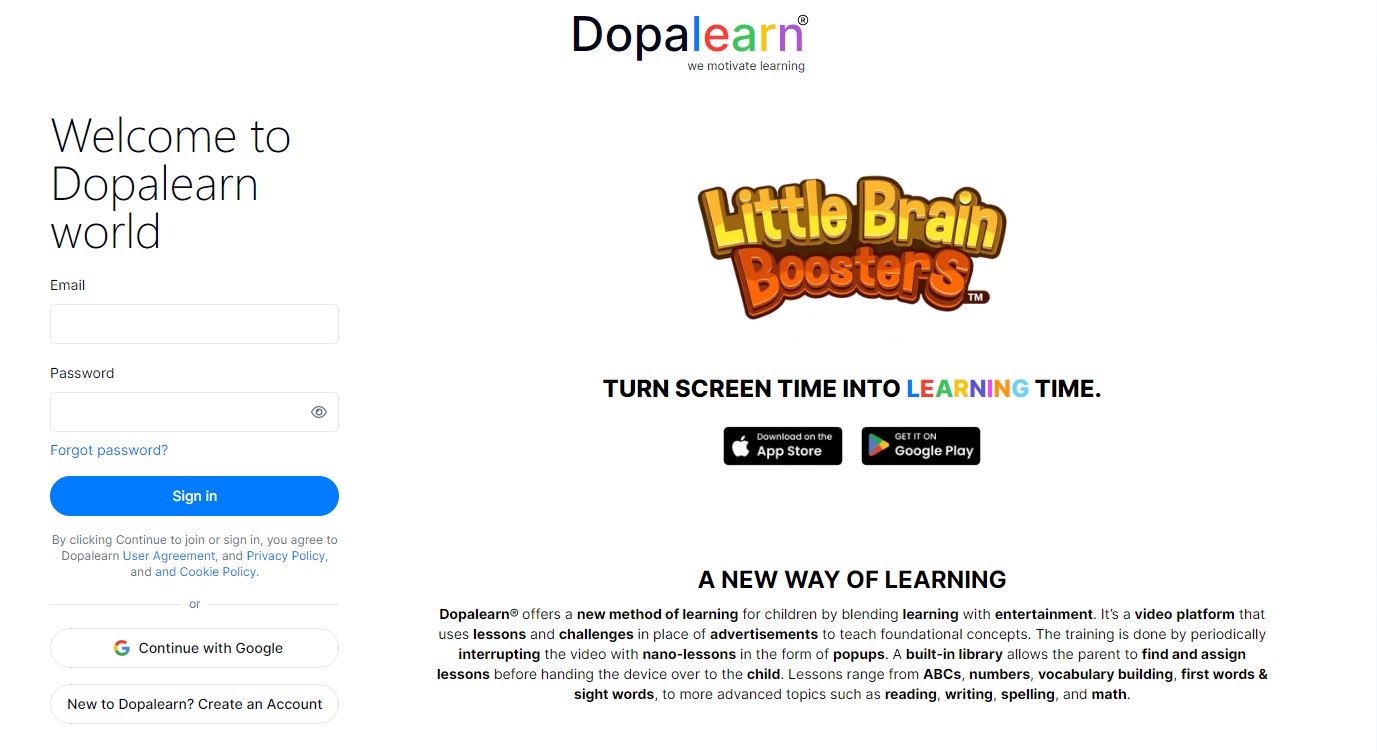 Dopalearn®
we motivate learning
Welcome to
Dopalearn
world
Email
Password
Forgot password?
Sign in
By clicking Continue to join or sign in, you agree to
Dopalearn User Agreement, and Privacy Policy,
and and Cookie Policy.
or
Continue with Google
New to Dopalearn? Create an Account
Little Brain
Boosters™
TURN SCREEN TIME INTO LEARNING TIME.
Download on the
App Store
GET IT ON
Google Play
A NEW WAY OF LEARNING
Dopalearn® offers a new method of learning for children by blending learning with entertainment. It’s a video platform that
uses lessons and challenges in place of advertisements to teach foundational concepts. The training is done by periodically
interrupting the video with nano-lessons in the form of popups. A built-in library allows the parent to find and assign
lessons before handing the device over to the child. Lessons range from ABCs, numbers, vocabulary building, first words &
sight words, to more advanced topics such as reading, writing, spelling, and math.